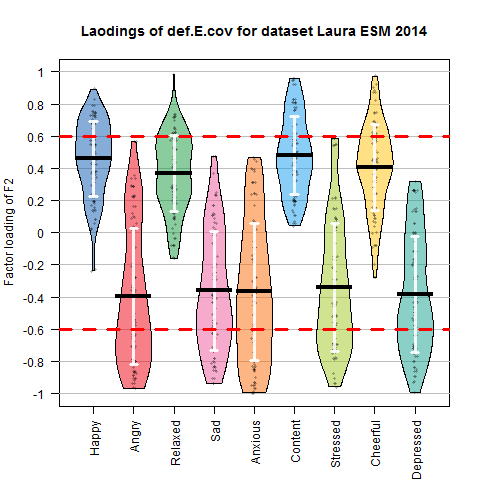 Laodings of def.E.cov for dataset Laura ESM 2014
Factor loading of F2
1
0.8
0.6
0.4
0.2
0
-0.2
-0.4
-0.6
-0.8
-1
Happy
Angry
Relaxed
Sad
Anxious
Content
Stressed
Cheerful
Depressed